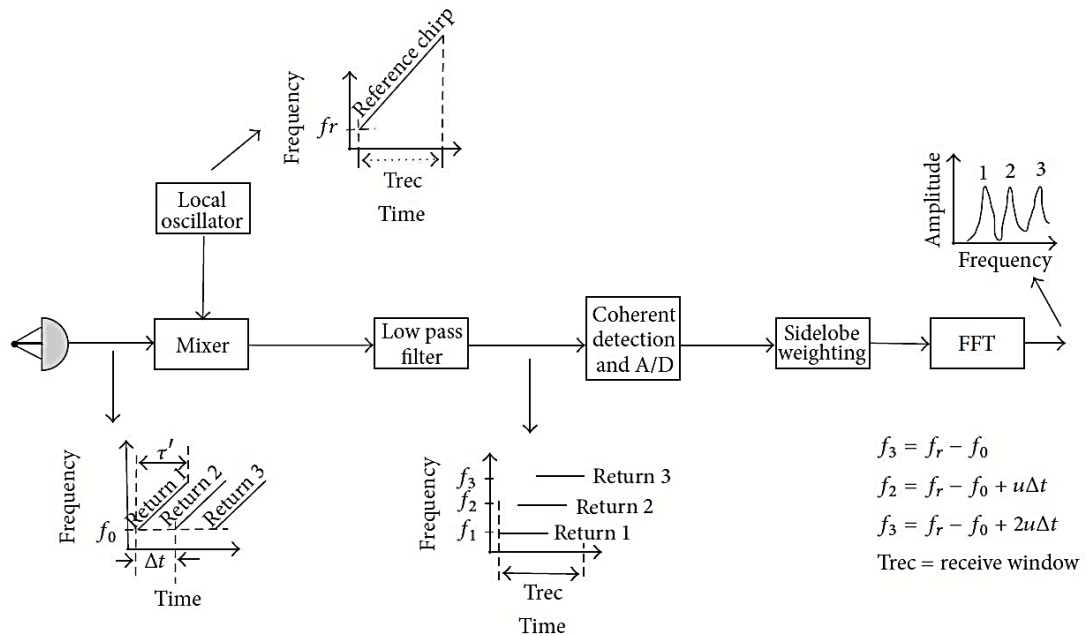 Frequency
fr
Reference chirp
Trec
Time
Local
oscillator
Mixer
Low pass
filter
Coherent
detection
and A/D
Sidelobe
weighting
FFT
Amplitude
1 2 3
Frequency
Frequency
τ′
Return 1
Return 2
Return 3
f₀
Δt
Time
Frequency
f₃
f₂
f₁
Return 3
Return 2
Return 1
Trec
Time
f₃ = fᵣ − f₀
f₂ = fᵣ − f₀ + uΔt
f₃ = fᵣ − f₀ + 2uΔt
Trec = receive window